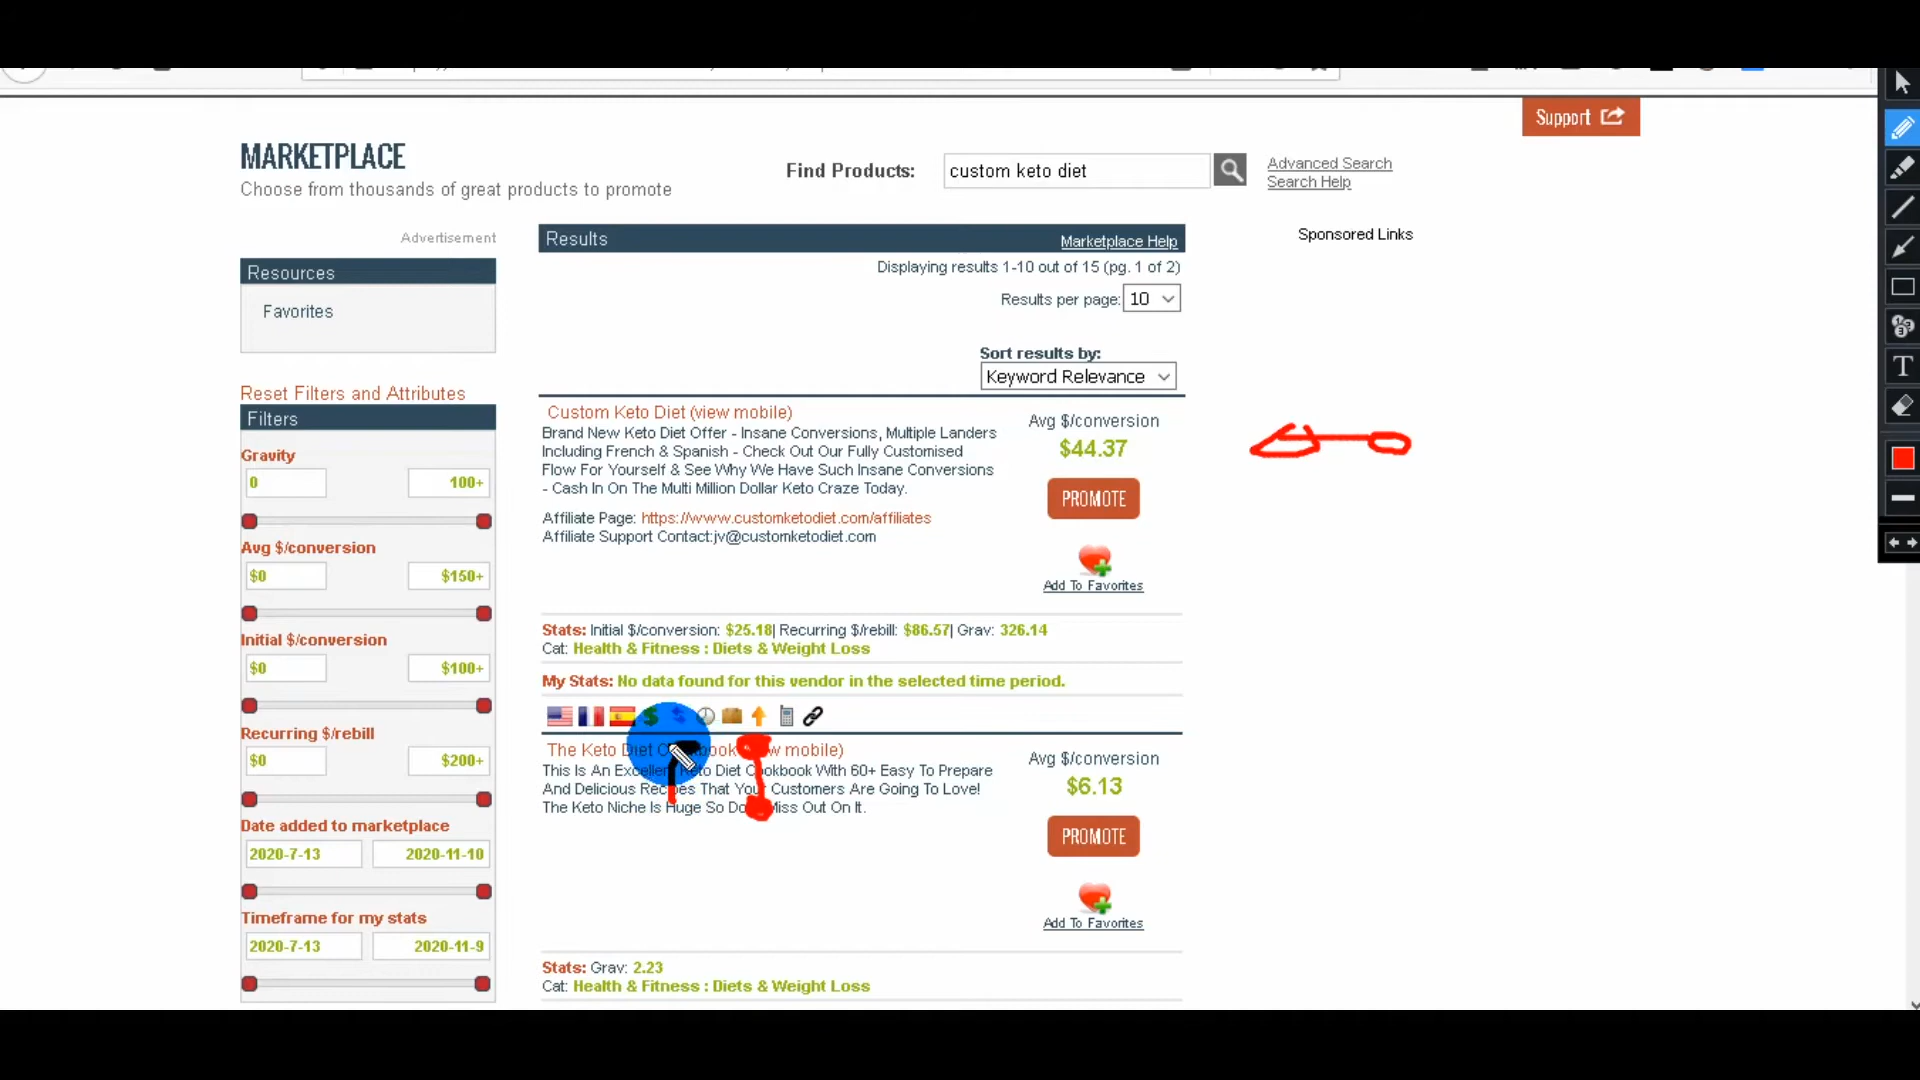 Support
MARKETPLACE
Choose from thousands of great products to promote
Find Products:
custom keto diet
Advanced Search
Search Help
Advertisement
Resources
Favorites
Reset Filters and Attributes
Filters
Gravity
0
100+
Avg $/conversion
$0
$150+
Initial $/conversion
$0
$100+
Recurring $/rebill
$0
$200+
Date added to marketplace
2020-7-13
2020-11-10
Timeframe for my stats
2020-7-13
2020-11-9
Results
Marketplace Help
Displaying results 1-10 out of 15 (pg. 1 of 2)
Results per page: 10
Sort results by:
Keyword Relevance
Custom Keto Diet (view mobile)
Brand New Keto Diet Offer - Insane Conversions, Multiple Landers
Including French & Spanish - Check Out Our Fully Customised
Flow For Yourself & See Why We Have Such Insane Conversions
- Cash In On The Multi Million Dollar Keto Craze Today.
Affiliate Page: https://www.customketodiet.com/affiliates
Affiliate Support Contact:jv@customketodiet.com
Avg $/conversion
$44.37
PROMOTE
Add To Favorites
Stats: Initial $/conversion: $25.18| Recurring $/rebill: $86.57| Grav: 326.14
Cat: Health & Fitness : Diets & Weight Loss
My Stats: No data found for this vendor in the selected time period.
The Keto Diet Cookbook (view mobile)
This Is An Excellent Keto Diet Cookbook With 60+ Easy To Prepare
And Delicious Recipes That Your Customers Are Going To Love!
The Keto Niche Is Huge So Don't Miss Out On It.
Avg $/conversion
$6.13
PROMOTE
Add To Favorites
Stats: Grav: 2.23
Cat: Health & Fitness : Diets & Weight Loss
Sponsored Links
T